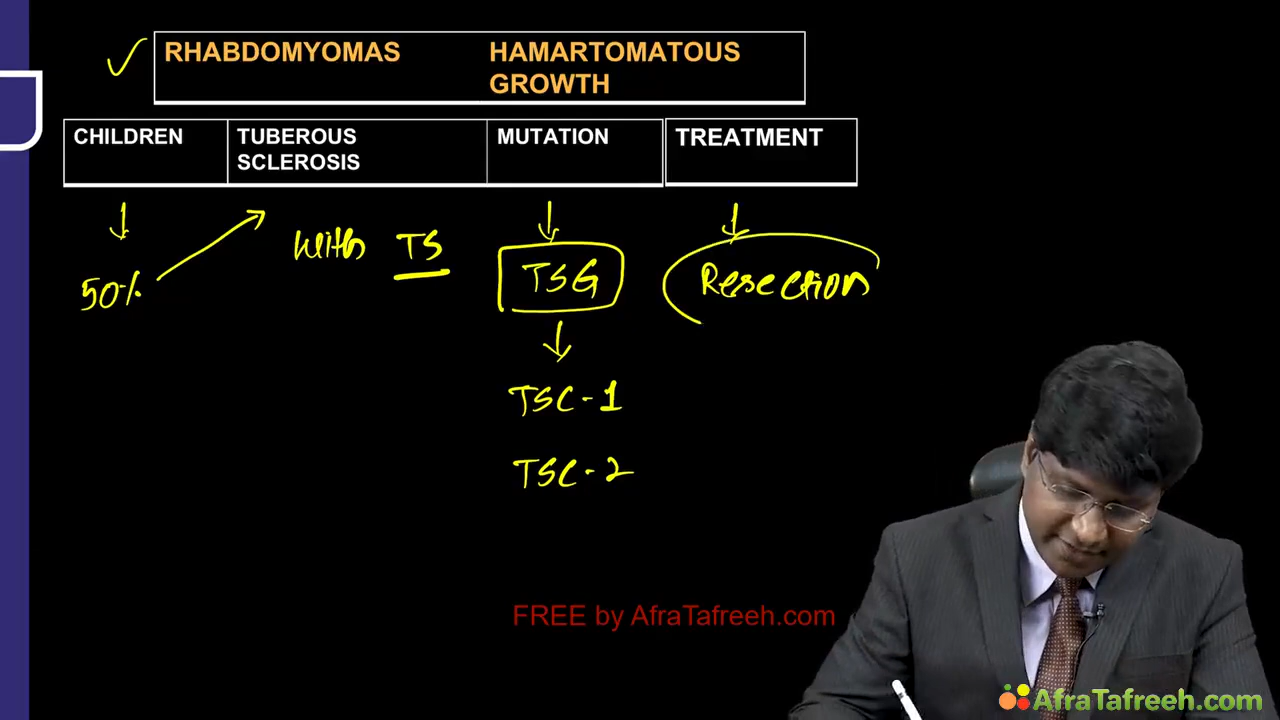 RHABDOMYOMAS HAMARTOMATOUS
GROWTH
CHILDREN TUBEROUS SCLEROSIS MUTATION TREATMENT
50% with TS TSG Resection
TSC-1
TSC-2
FREE by AfraTafreeh.com
AfraTafreeh.com